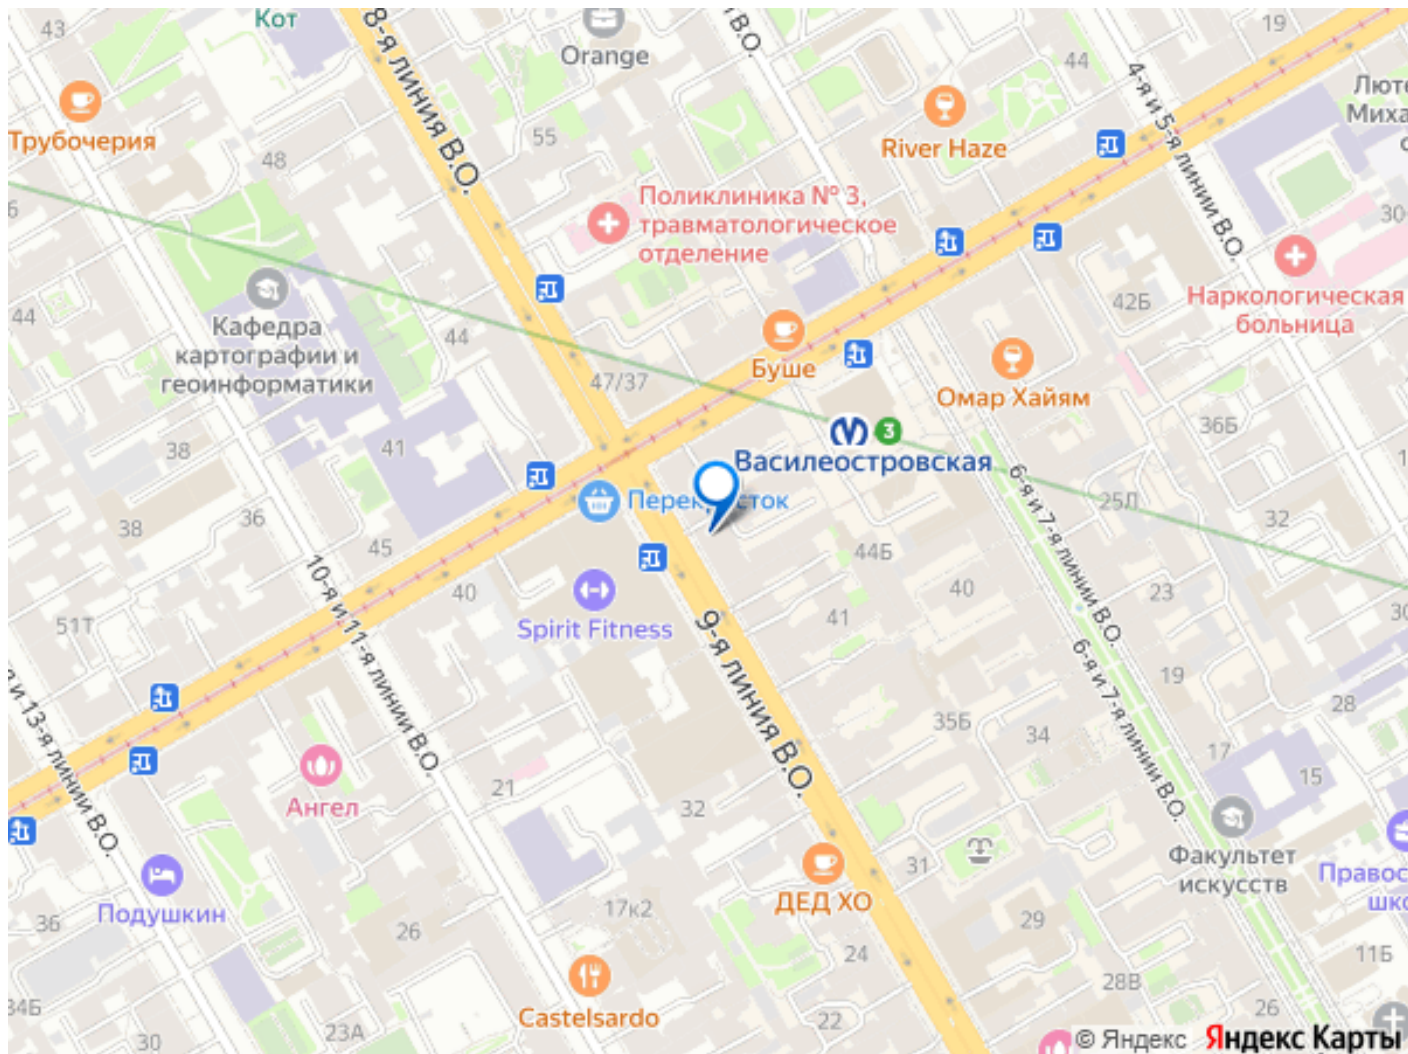 43
Кот
8-я линия В.О.
Orange
В.О.
19
44
4-я и 5-я линии В.О.
Люте
Миха
Трубочерия
55
River Haze
48
Поликлиника № 3,
травматологическое
отделение
30
Наркологическая
больница
42Б
44
Кафедра
картографии и
геоинформатики
44
47/37
Буше
Омар Хайям
36Б
41
38
3
Василеостровская
6-я и 7-я линии В.О.
25Л
32
Перекрёсток
38
36
45
44Б
40
10-я и 11-я линии В.О.
40
Spirit Fitness
51Т
9-я линия В.О.
41
23
30
6-я и 7-я линии В.О.
19
28
я и 13-я линии В.О.
35Б
34
17
15
21
Ангел
32
31
Факультет
искусств
Правос
шко
Подушкин
ДЕД ХО
36
26
17к2
29
24
11Б
28В
34Б
Castelsardo
30
23А
22
26
© Яндекс Яндекс Карты